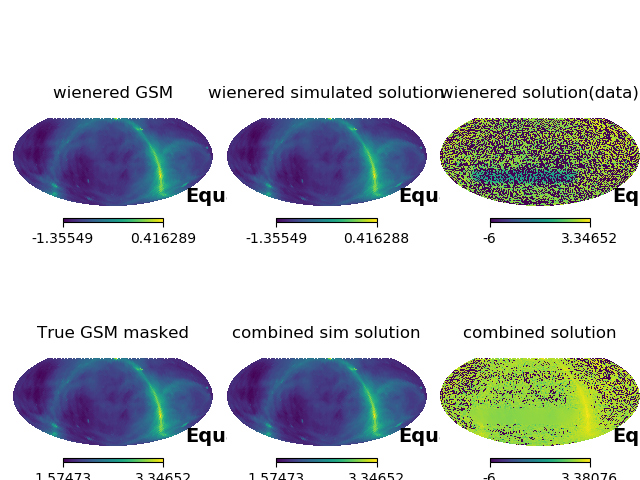 wienered GSM
wienered simulated solution
wienered solution(data)
Equ
Equ
Eq
-1.35549 0.416289
-1.35549 0.416288
-6 3.34652
True GSM masked
combined sim solution
combined solution
Equ
Equ
Eq
1.57473 3.34652
1.57473 3.34652
-6 3.38076